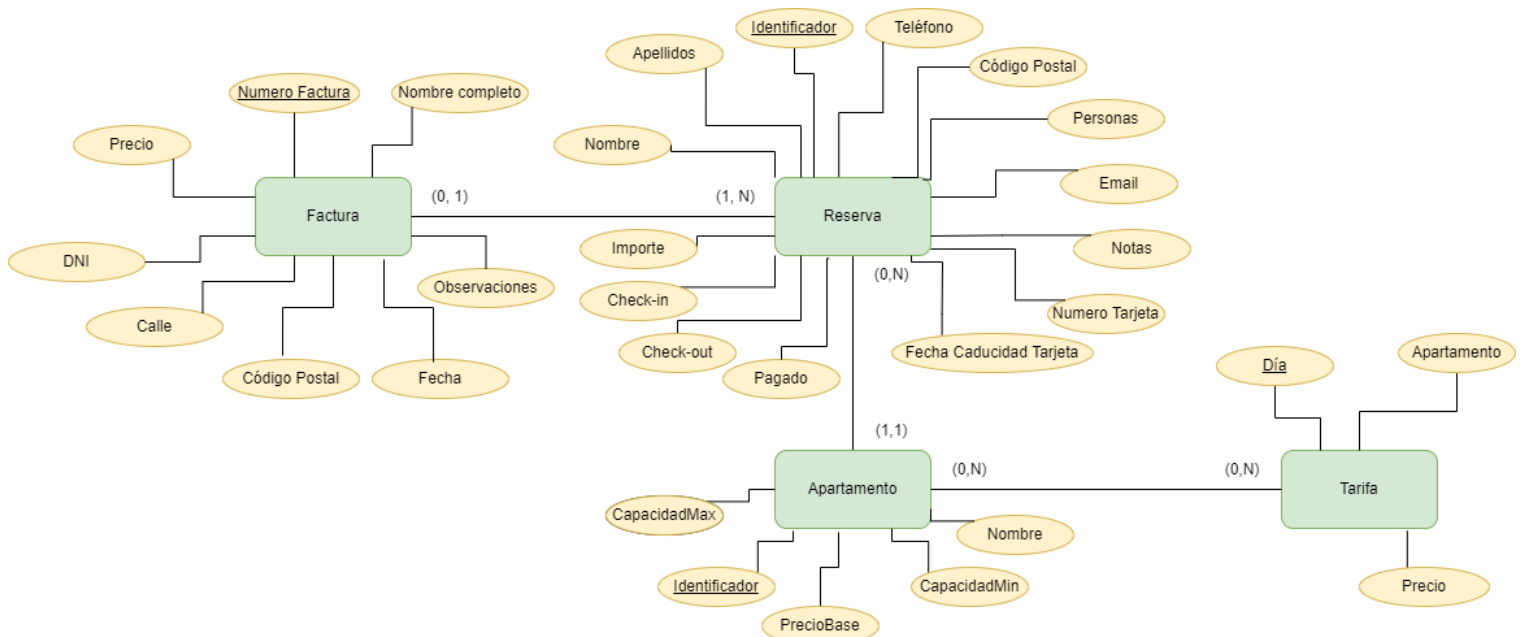 Identificador
Teléfono
Apellidos
Código Postal
Numero Factura
Nombre completo
Personas
Precio
Nombre
Email
(0, 1)
(1, N)
Factura
Reserva
Importe
Notas
DNI
(0,N)
Observaciones
Check-in
Numero Tarjeta
Calle
Check-out
Fecha Caducidad Tarjeta
Apartamento
Día
Código Postal
Fecha
Pagado
(1,1)
(0,N)
(0,N)
Apartamento
Tarifa
CapacidadMax
Nombre
Identificador
CapacidadMin
Precio
PrecioBase